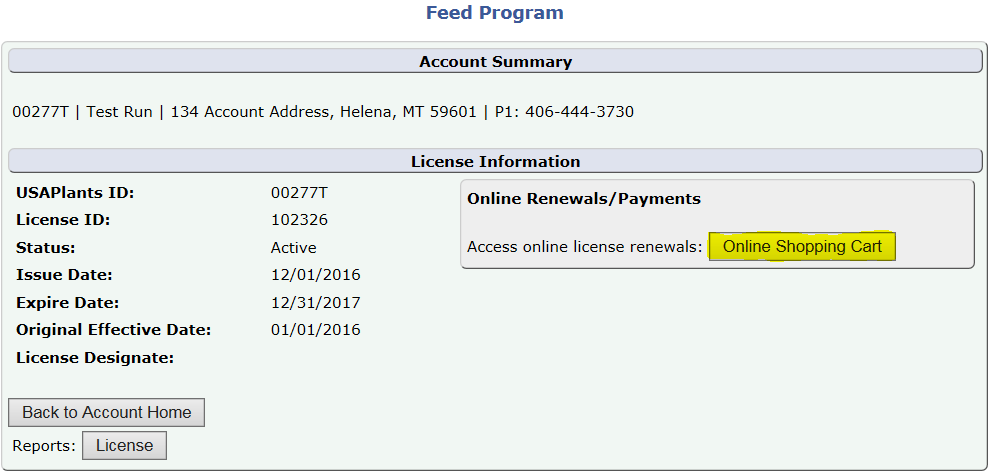 Feed Program
Account Summary
00277T | Test Run | 134 Account Address, Helena, MT 59601 | P1: 406-444-3730
License Information
USAPlants ID: 00277T
License ID: 102326
Status: Active
Issue Date: 12/01/2016
Expire Date: 12/31/2017
Original Effective Date: 01/01/2016
License Designate:
Online Renewals/Payments
Access online license renewals: Online Shopping Cart
Back to Account Home
Reports: License